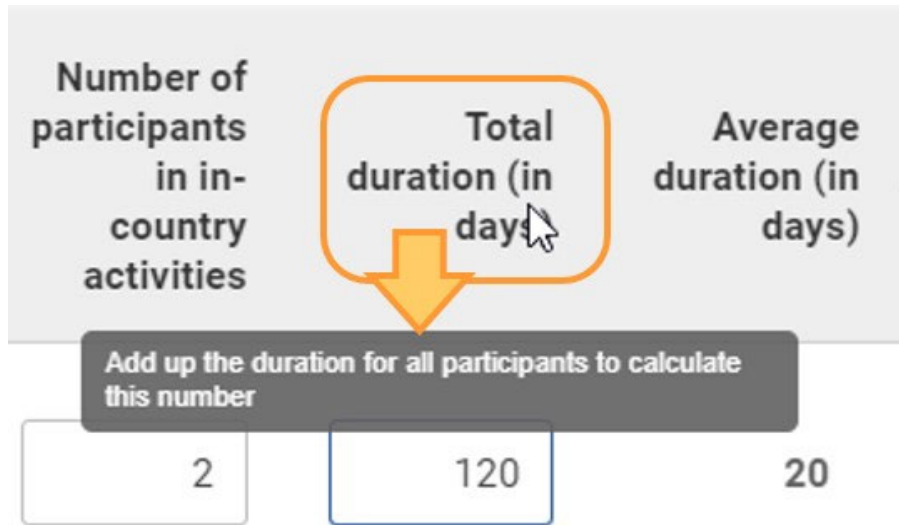 Number of
participants
in in-
country
activities
Total
duration (in
days)
Average
duration (in
days)
Add up the duration for all participants to calculate
this number
2
120
20